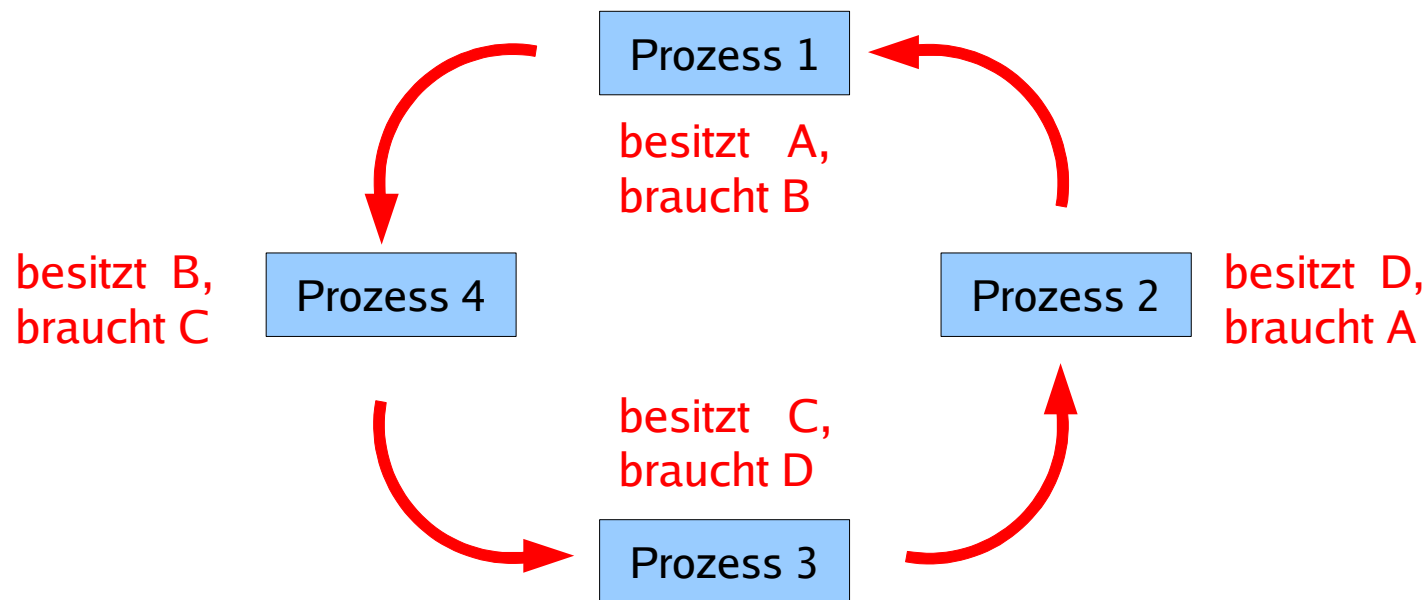 Prozess 1
besitzt A,
braucht B
besitzt B,
braucht C
Prozess 4
Prozess 2
besitzt D,
braucht A
besitzt C,
braucht D
Prozess 3